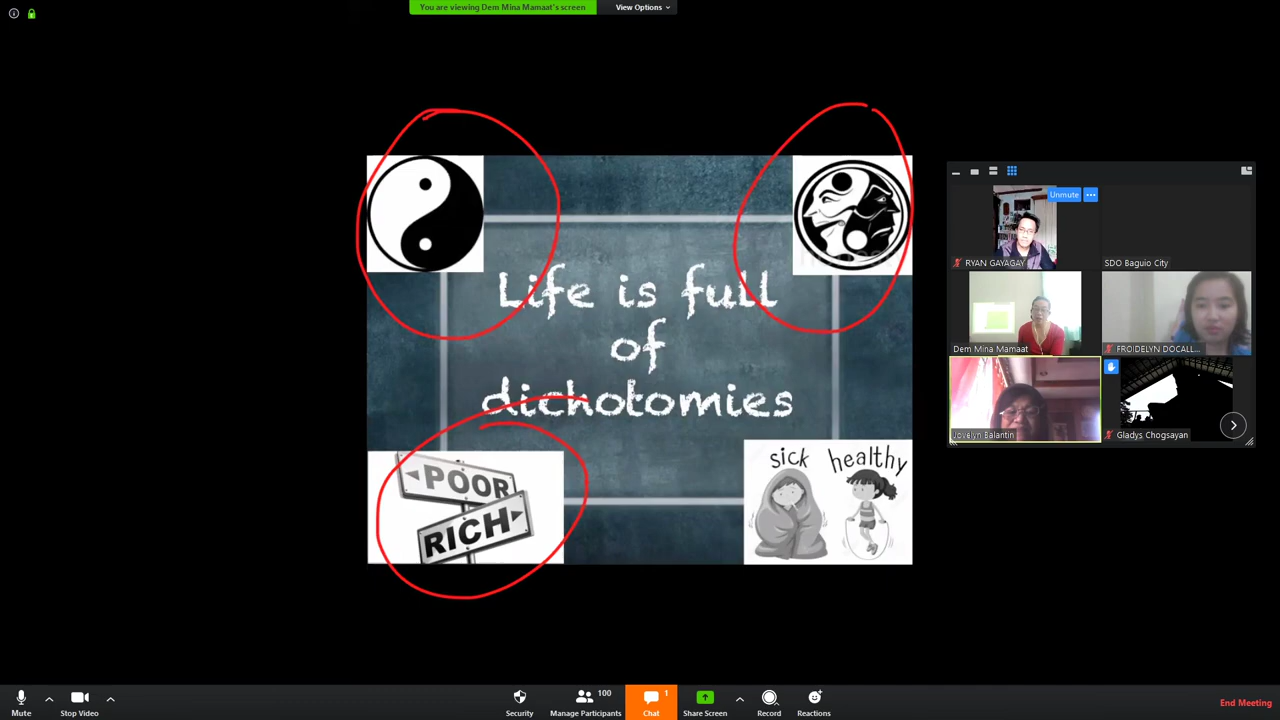 You are viewing Dem Mina Mamaat's screen
View Options
Life is full
of
dichotomies
POOR
RICH
sick healthy
Unmute
RYAN GAYAGAY
SDO Baguio City
Dem Mina Mamaat
FROIDELYN DOCALL...
Jovelyn Balantin
Gladys Chogsayan
Mute
Stop Video
Security
Manage Participants
100
Chat
1
Share Screen
Record
Reactions
End Meeting